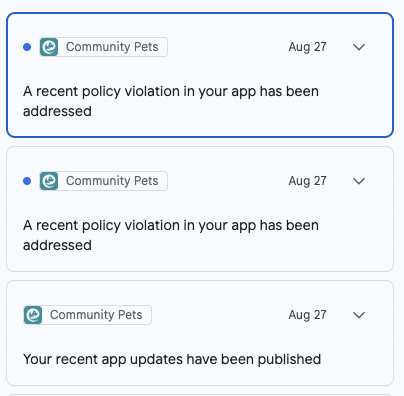 Community Pets
Aug 27
A recent policy violation in your app has been
addressed
Community Pets
Aug 27
A recent policy violation in your app has been
addressed
Community Pets
Aug 27
Your recent app updates have been published